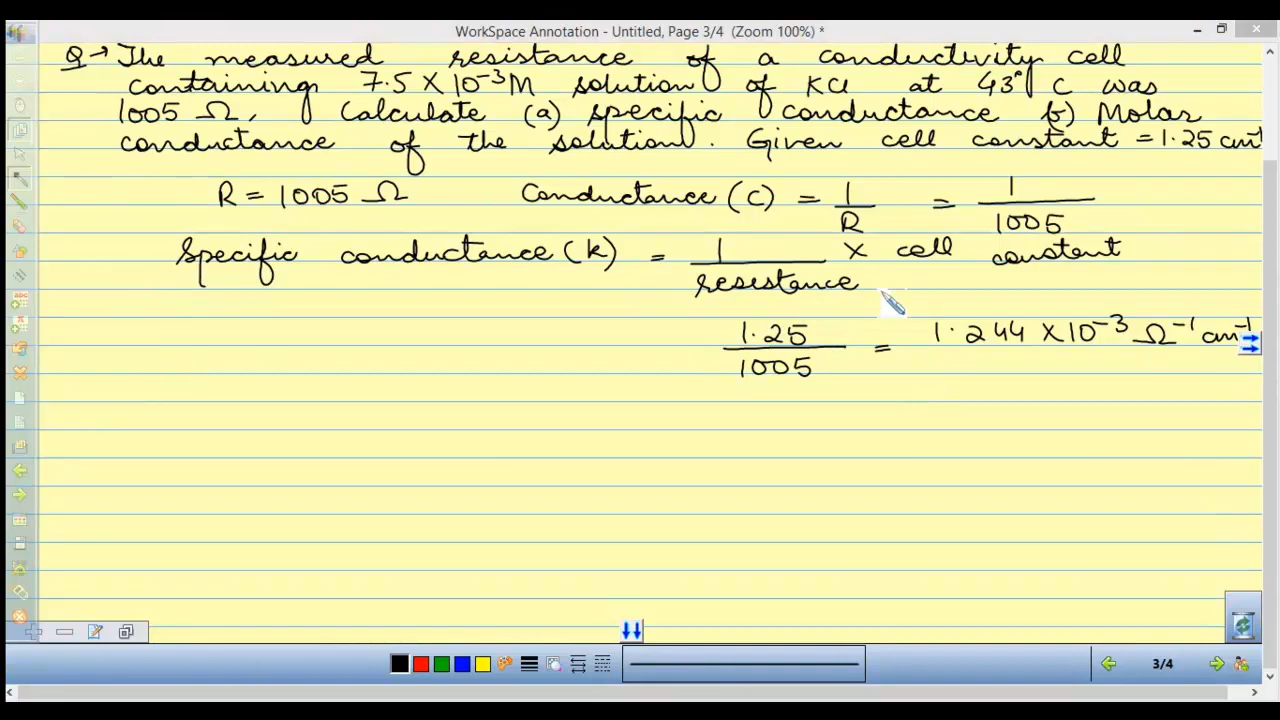 WorkSpace Annotation - Untitled, Page 3/4 (Zoom 100%) *
Q → The measured resistance of a conductivity cell
containing 7.5 X 10⁻³M solution of KCl at 43° C was
1005 Ω, Calculate (a) specific conductance b) Molar
conductance of the solution. Given cell constant = 1.25 cm⁻¹
R = 1005 Ω Conductance (C) = 1/R = 1/1005
Specific conductance (k) = 1/resestance × cell constant
1.25/1005 = 1.244 X 10⁻³ Ω⁻¹ cm⁻¹
3/4